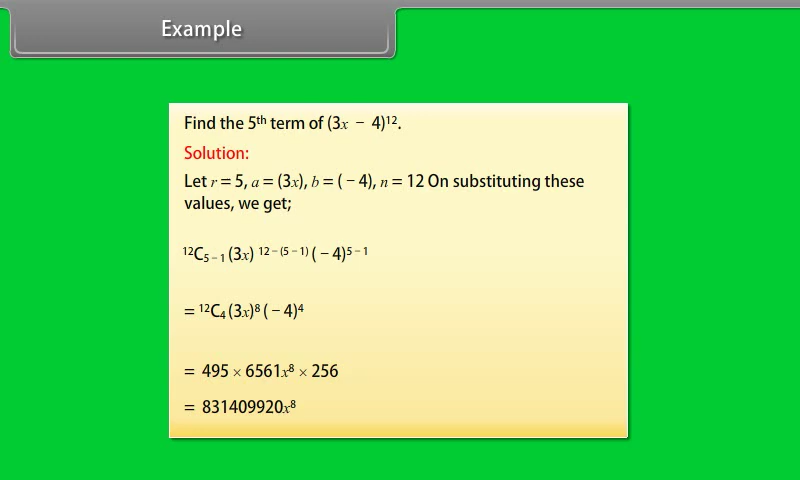 Example
Find the 5th term of (3x − 4)¹².
Solution:
Let r = 5, a = (3x), b = ( − 4), n = 12 On substituting these
values, we get;
¹²C₅₋₁ (3x) ¹²⁻⁽⁵⁻¹⁾ ( − 4)⁵⁻¹
= ¹²C₄ (3x)⁸ ( − 4)⁴
= 495 × 6561x⁸ × 256
= 831409920x⁸